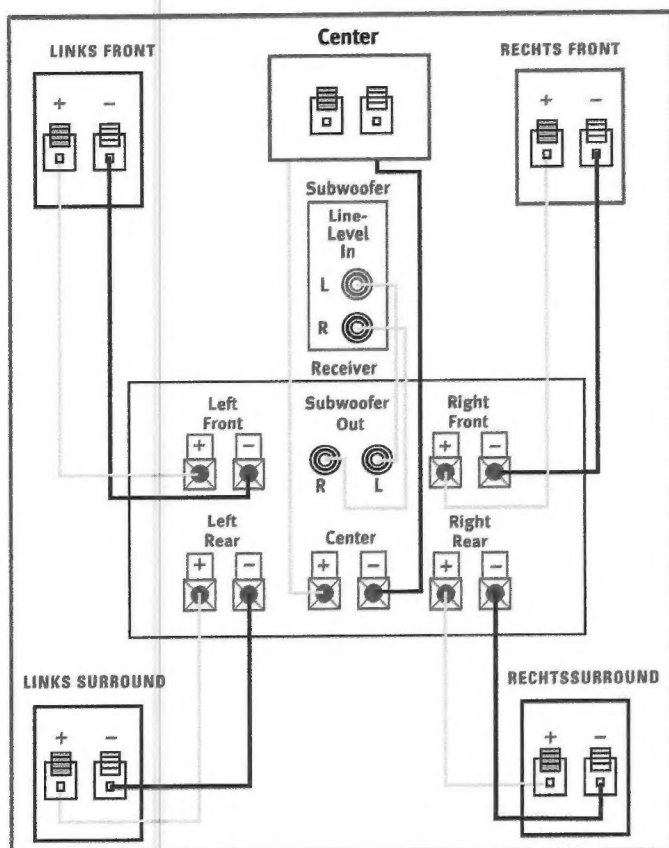 LINKS FRONT
Center
RECHTS FRONT
+ −
+ −
Subwoofer
Line-
Level
In
L
R
Receiver
Left
Front
+ −
Subwoofer
Out
R L
Right
Front
+ −
Left
Rear
+ −
Center
+ −
Right
Rear
+ −
LINKS SURROUND
+ −
RECHTSSURROUND
+ −